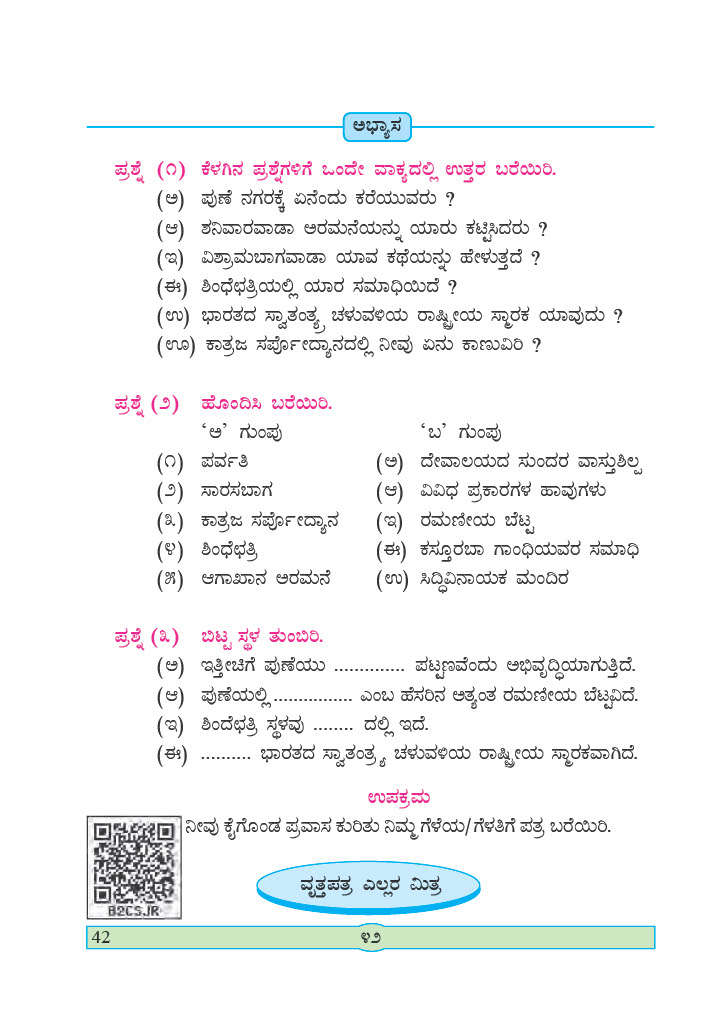 ಅಭ್ಯಾಸ
ಪ್ರಶ್ನೆ (೧) ಕೆಳಗಿನ ಪ್ರಶ್ನೆಗಳಿಗೆ ಒಂದೇ ವಾಕ್ಯದಲ್ಲಿ ಉತ್ತರ ಬರೆಯಿರಿ.
(ಅ) ಪುಣೆ ನಗರಕ್ಕೆ ಏನೆಂದು ಕರೆಯುವರು ?
(ಆ) ಶನಿವಾರವಾಡಾ ಅರಮನೆಯನ್ನು ಯಾರು ಕಟ್ಟಿಸಿದರು ?
(ಇ) ವಿಶ್ರಾಮಬಾಗವಾಡಾ ಯಾವ ಕಥೆಯನ್ನು ಹೇಳುತ್ತದೆ ?
(ಈ) ಶಿಂಧೆಛತ್ರಿಯಲ್ಲಿ ಯಾರ ಸಮಾಧಿಯಿದೆ ?
(ಉ) ಭಾರತದ ಸ್ವಾತಂತ್ರ್ಯ ಚಳುವಳಿಯ ರಾಷ್ಟ್ರೀಯ ಸ್ಮಾರಕ ಯಾವುದು ?
(ಊ) ಕಾತ್ರಜ ಸರ್ಪೋದ್ಯಾನದಲ್ಲಿ ನೀವು ಏನು ಕಾಣುವಿರಿ ?
ಪ್ರಶ್ನೆ (೨) ಹೊಂದಿಸಿ ಬರೆಯಿರಿ.
‘ಅ’ ಗುಂಪು ‘ಬ’ ಗುಂಪು
(೧) ಪರ್ವತಿ (ಅ) ದೇವಾಲಯದ ಸುಂದರ ವಾಸ್ತುಶಿಲ್ಪ
(೨) ಸಾರಸಬಾಗ (ಆ) ವಿವಿಧ ಪ್ರಕಾರಗಳ ಹಾವುಗಳು
(೩) ಕಾತ್ರಜ ಸರ್ಪೋದ್ಯಾನ (ಇ) ರಮಣೀಯ ಬೆಟ್ಟ
(೪) ಶಿಂಧೆಛತ್ರಿ (ಈ) ಕಸ್ತೂರಬಾ ಗಾಂಧಿಯವರ ಸಮಾಧಿ
(೫) ಆಗಾಖಾನ ಅರಮನೆ (ಉ) ಸಿದ್ಧಿವಿನಾಯಕ ಮಂದಿರ
ಪ್ರಶ್ನೆ (೩) ಬಿಟ್ಟ ಸ್ಥಳ ತುಂಬಿರಿ.
(ಅ) ಇತ್ತೀಚಿಗೆ ಪುಣೆಯು .............. ಪಟ್ಟಣವೆಂದು ಅಭಿವೃದ್ಧಿಯಾಗುತ್ತಿದೆ.
(ಆ) ಪುಣೆಯಲ್ಲಿ ................ ಎಂಬ ಹೆಸರಿನ ಅತ್ಯಂತ ರಮಣೀಯ ಬೆಟ್ಟವಿದೆ.
(ಇ) ಶಿಂದೆಛತ್ರಿ ಸ್ಥಳವು ........ ದಲ್ಲಿ ಇದೆ.
(ಈ) .......... ಭಾರತದ ಸ್ವಾತಂತ್ರ್ಯ ಚಳುವಳಿಯ ರಾಷ್ಟ್ರೀಯ ಸ್ಮಾರಕವಾಗಿದೆ.
ಉಪಕ್ರಮ
ನೀವು ಕೈಗೊಂಡ ಪ್ರವಾಸ ಕುರಿತು ನಿಮ್ಮ ಗೆಳೆಯ/ಗೆಳತಿಗೆ ಪತ್ರ ಬರೆಯಿರಿ.
B2CSJR
ವೃತ್ತಪತ್ರ ಎಲ್ಲರ ಮಿತ್ರ
42 ೪೨